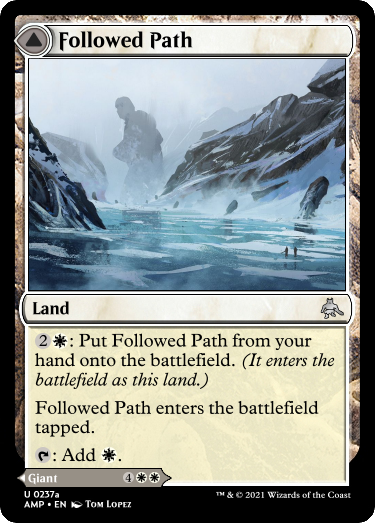 Followed Path
Land
2: Put Followed Path from your
hand onto the battlefield. (It enters the
battlefield as this land.)
Followed Path enters the battlefield
tapped.
: Add .
Giant 4
U 0237a
AMP • EN Tom Lopez
™ & © 2021 Wizards of the Coast